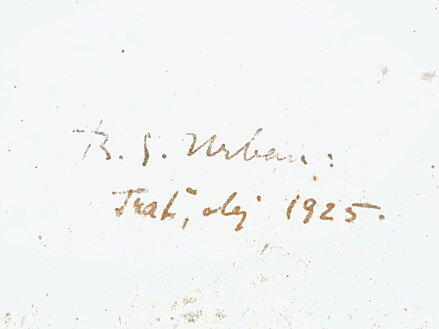 B. S. Urban:
Trať, olej 1925.